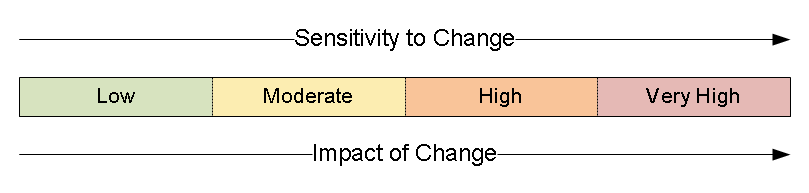 Sensitivity to Change
Low Moderate High Very High
Impact of Change